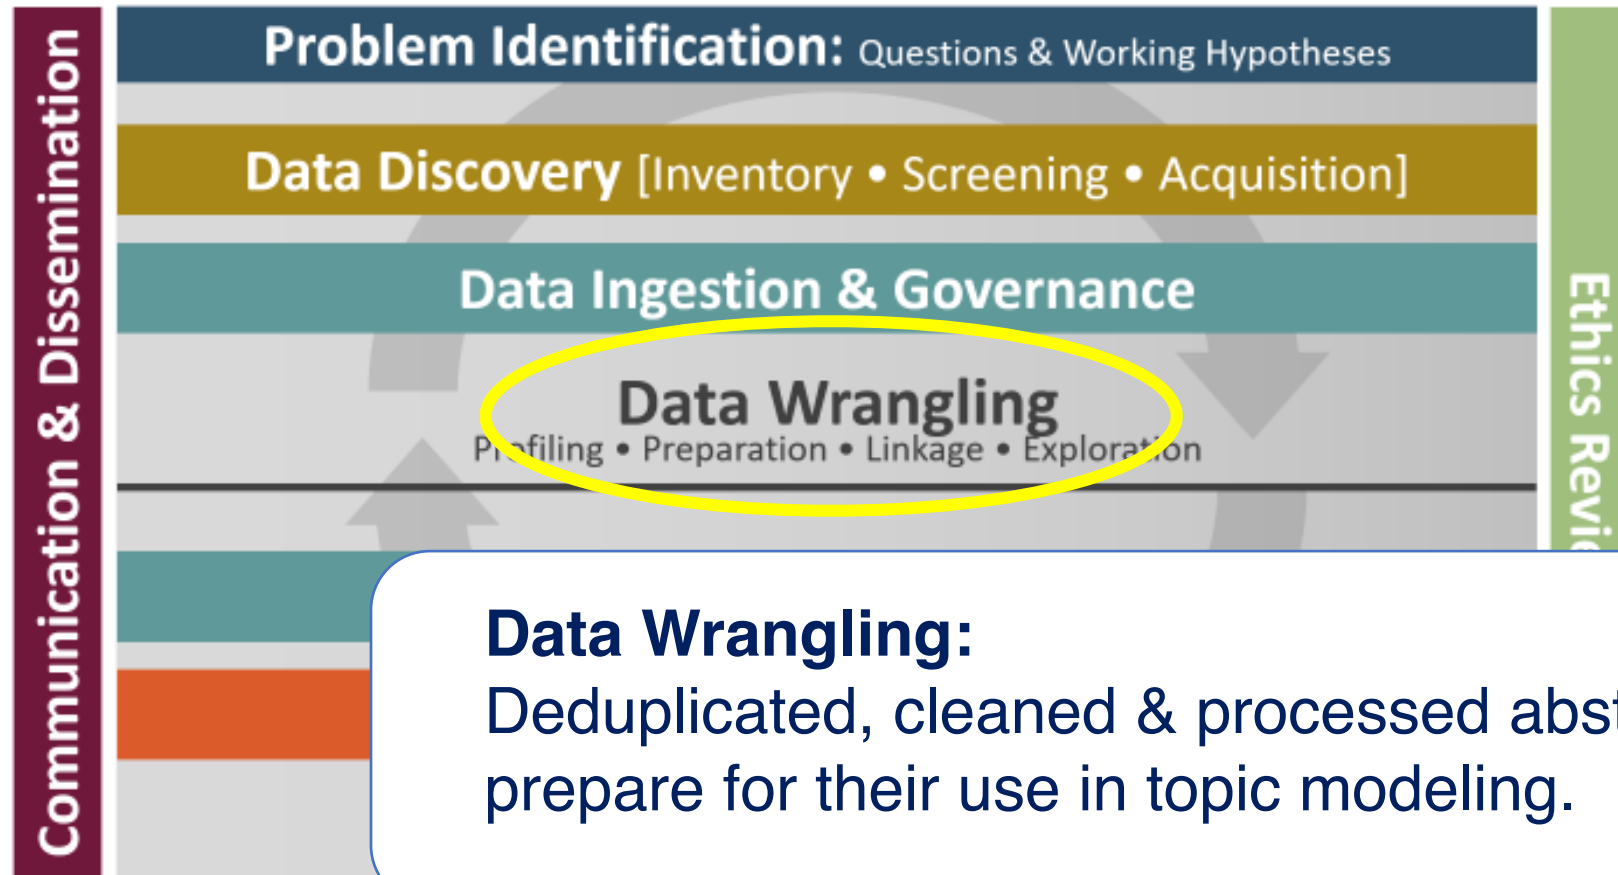 Communication & Dissemination
Problem Identification: Questions & Working Hypotheses
Data Discovery [Inventory • Screening • Acquisition]
Data Ingestion & Governance
Data Wrangling
Profiling • Preparation • Linkage • Exploration
Ethics
Data Wrangling:
Deduplicated, cleaned & processed
prepare for their use in topic modeling.